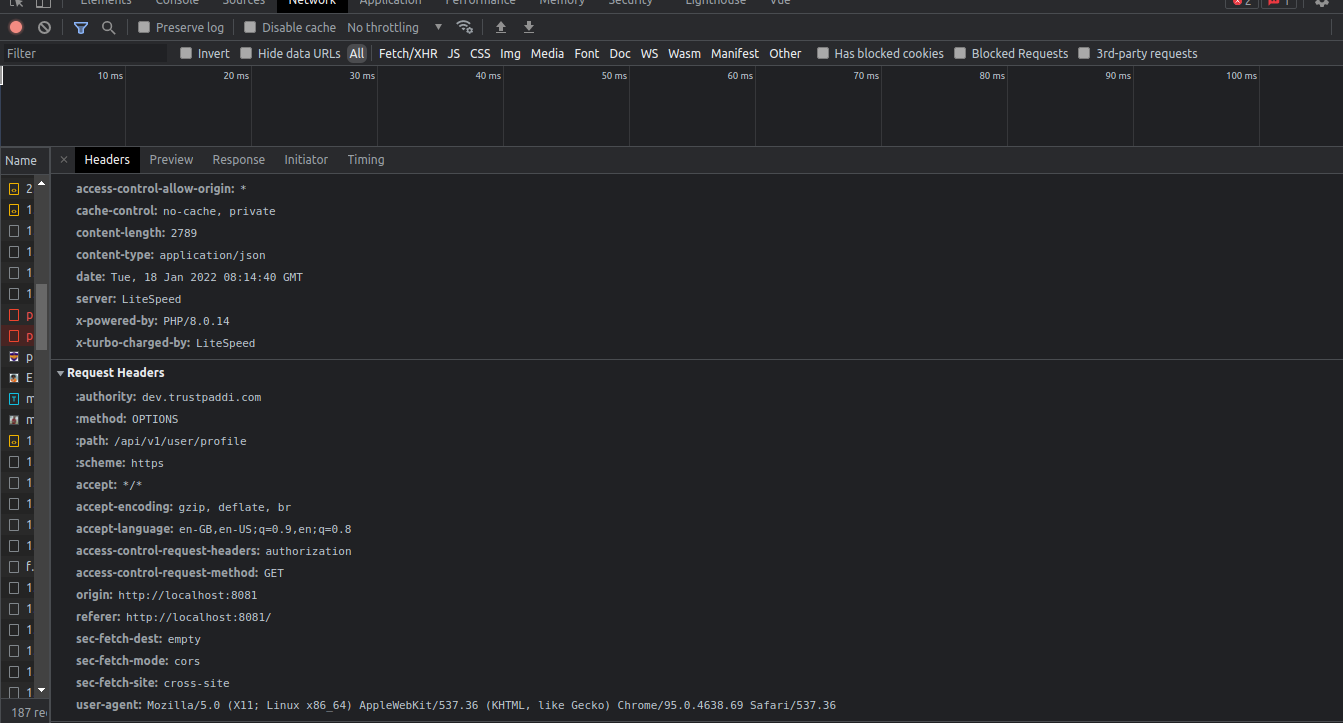 Elements Console Sources Network Application Performance Memory Security Lighthouse Vue 2 1
Preserve log Disable cache No throttling
Filter Invert Hide data URLs All Fetch/XHR JS CSS Img Media Font Doc WS Wasm Manifest Other Has blocked cookies Blocked Requests 3rd-party requests
10 ms 20 ms 30 ms 40 ms 50 ms 60 ms 70 ms 80 ms 90 ms 100 ms
Name × Headers Preview Response Initiator Timing
2
1
1
1
1
1
p
p
p
E
m
m
1
1
1
1
1
1
f.
1
1
1
1
1
1
187 re
access-control-allow-origin: *
cache-control: no-cache, private
content-length: 2789
content-type: application/json
date: Tue, 18 Jan 2022 08:14:40 GMT
server: LiteSpeed
x-powered-by: PHP/8.0.14
x-turbo-charged-by: LiteSpeed
Request Headers
:authority: dev.trustpaddi.com
:method: OPTIONS
:path: /api/v1/user/profile
:scheme: https
accept: */*
accept-encoding: gzip, deflate, br
accept-language: en-GB,en-US;q=0.9,en;q=0.8
access-control-request-headers: authorization
access-control-request-method: GET
origin: http://localhost:8081
referer: http://localhost:8081/
sec-fetch-dest: empty
sec-fetch-mode: cors
sec-fetch-site: cross-site
user-agent: Mozilla/5.0 (X11; Linux x86_64) AppleWebKit/537.36 (KHTML, like Gecko) Chrome/95.0.4638.69 Safari/537.36